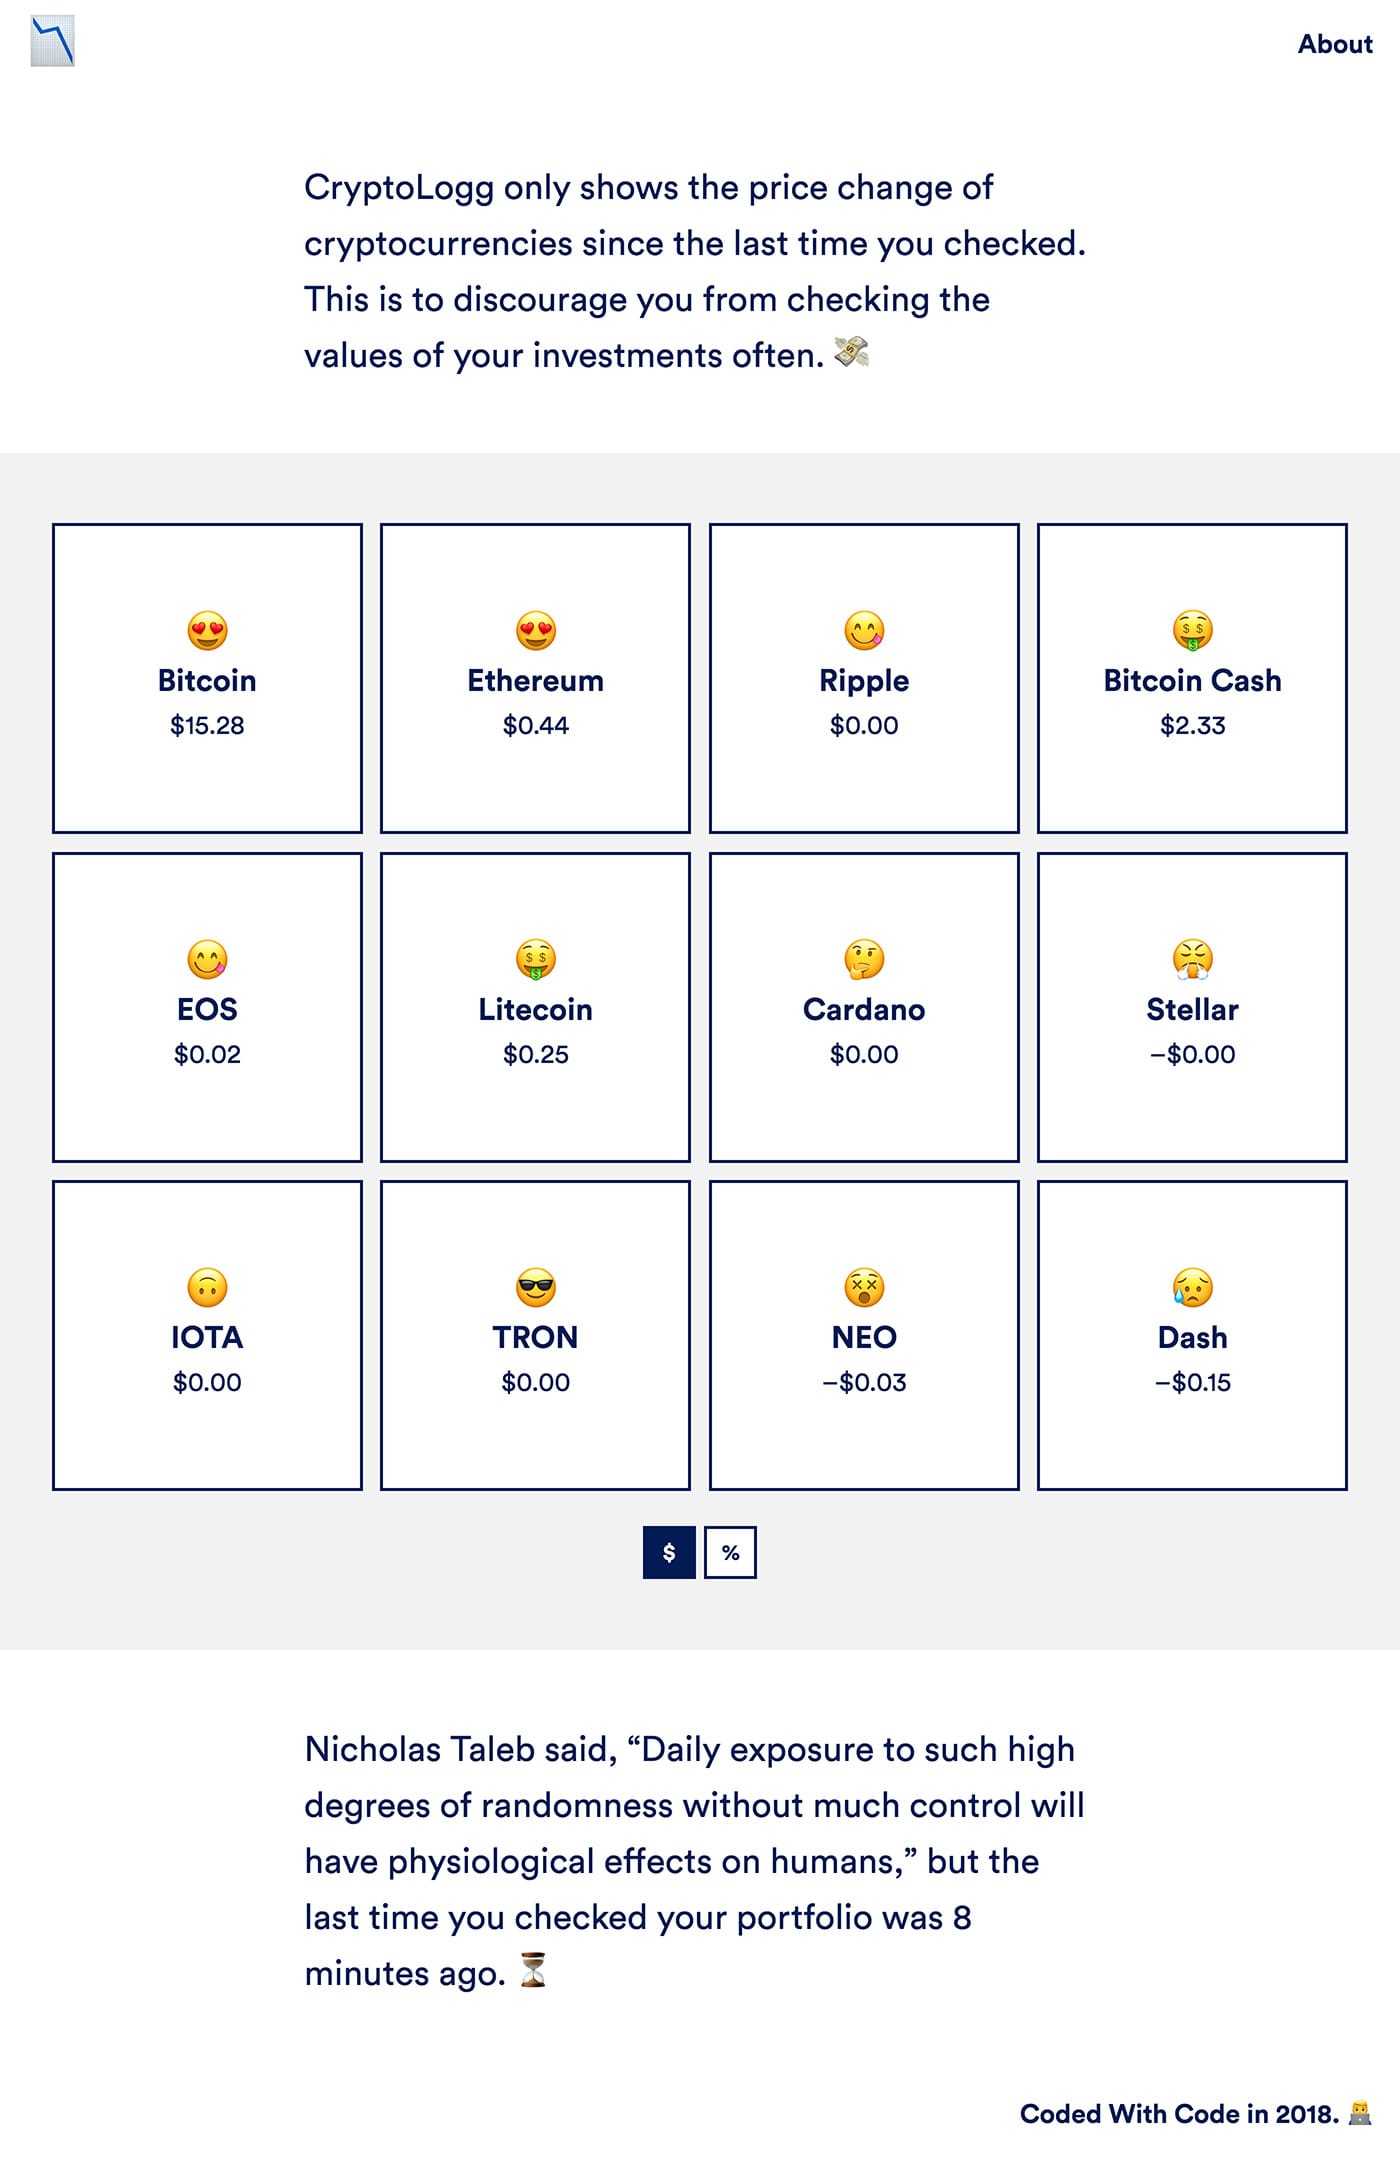 About
CryptoLogg only shows the price change of
cryptocurrencies since the last time you checked.
This is to discourage you from checking the
values of your investments often. 💸
Bitcoin
$15.28
Ethereum
$0.44
Ripple
$0.00
Bitcoin Cash
$2.33
EOS
$0.02
Litecoin
$0.25
Cardano
$0.00
Stellar
–$0.00
IOTA
$0.00
TRON
$0.00
NEO
–$0.03
Dash
–$0.15
$ %
Nicholas Taleb said, “Daily exposure to such high
degrees of randomness without much control will
have physiological effects on humans,” but the
last time you checked your portfolio was 8
minutes ago. ⏳
Coded With Code in 2018. 👨‍💻